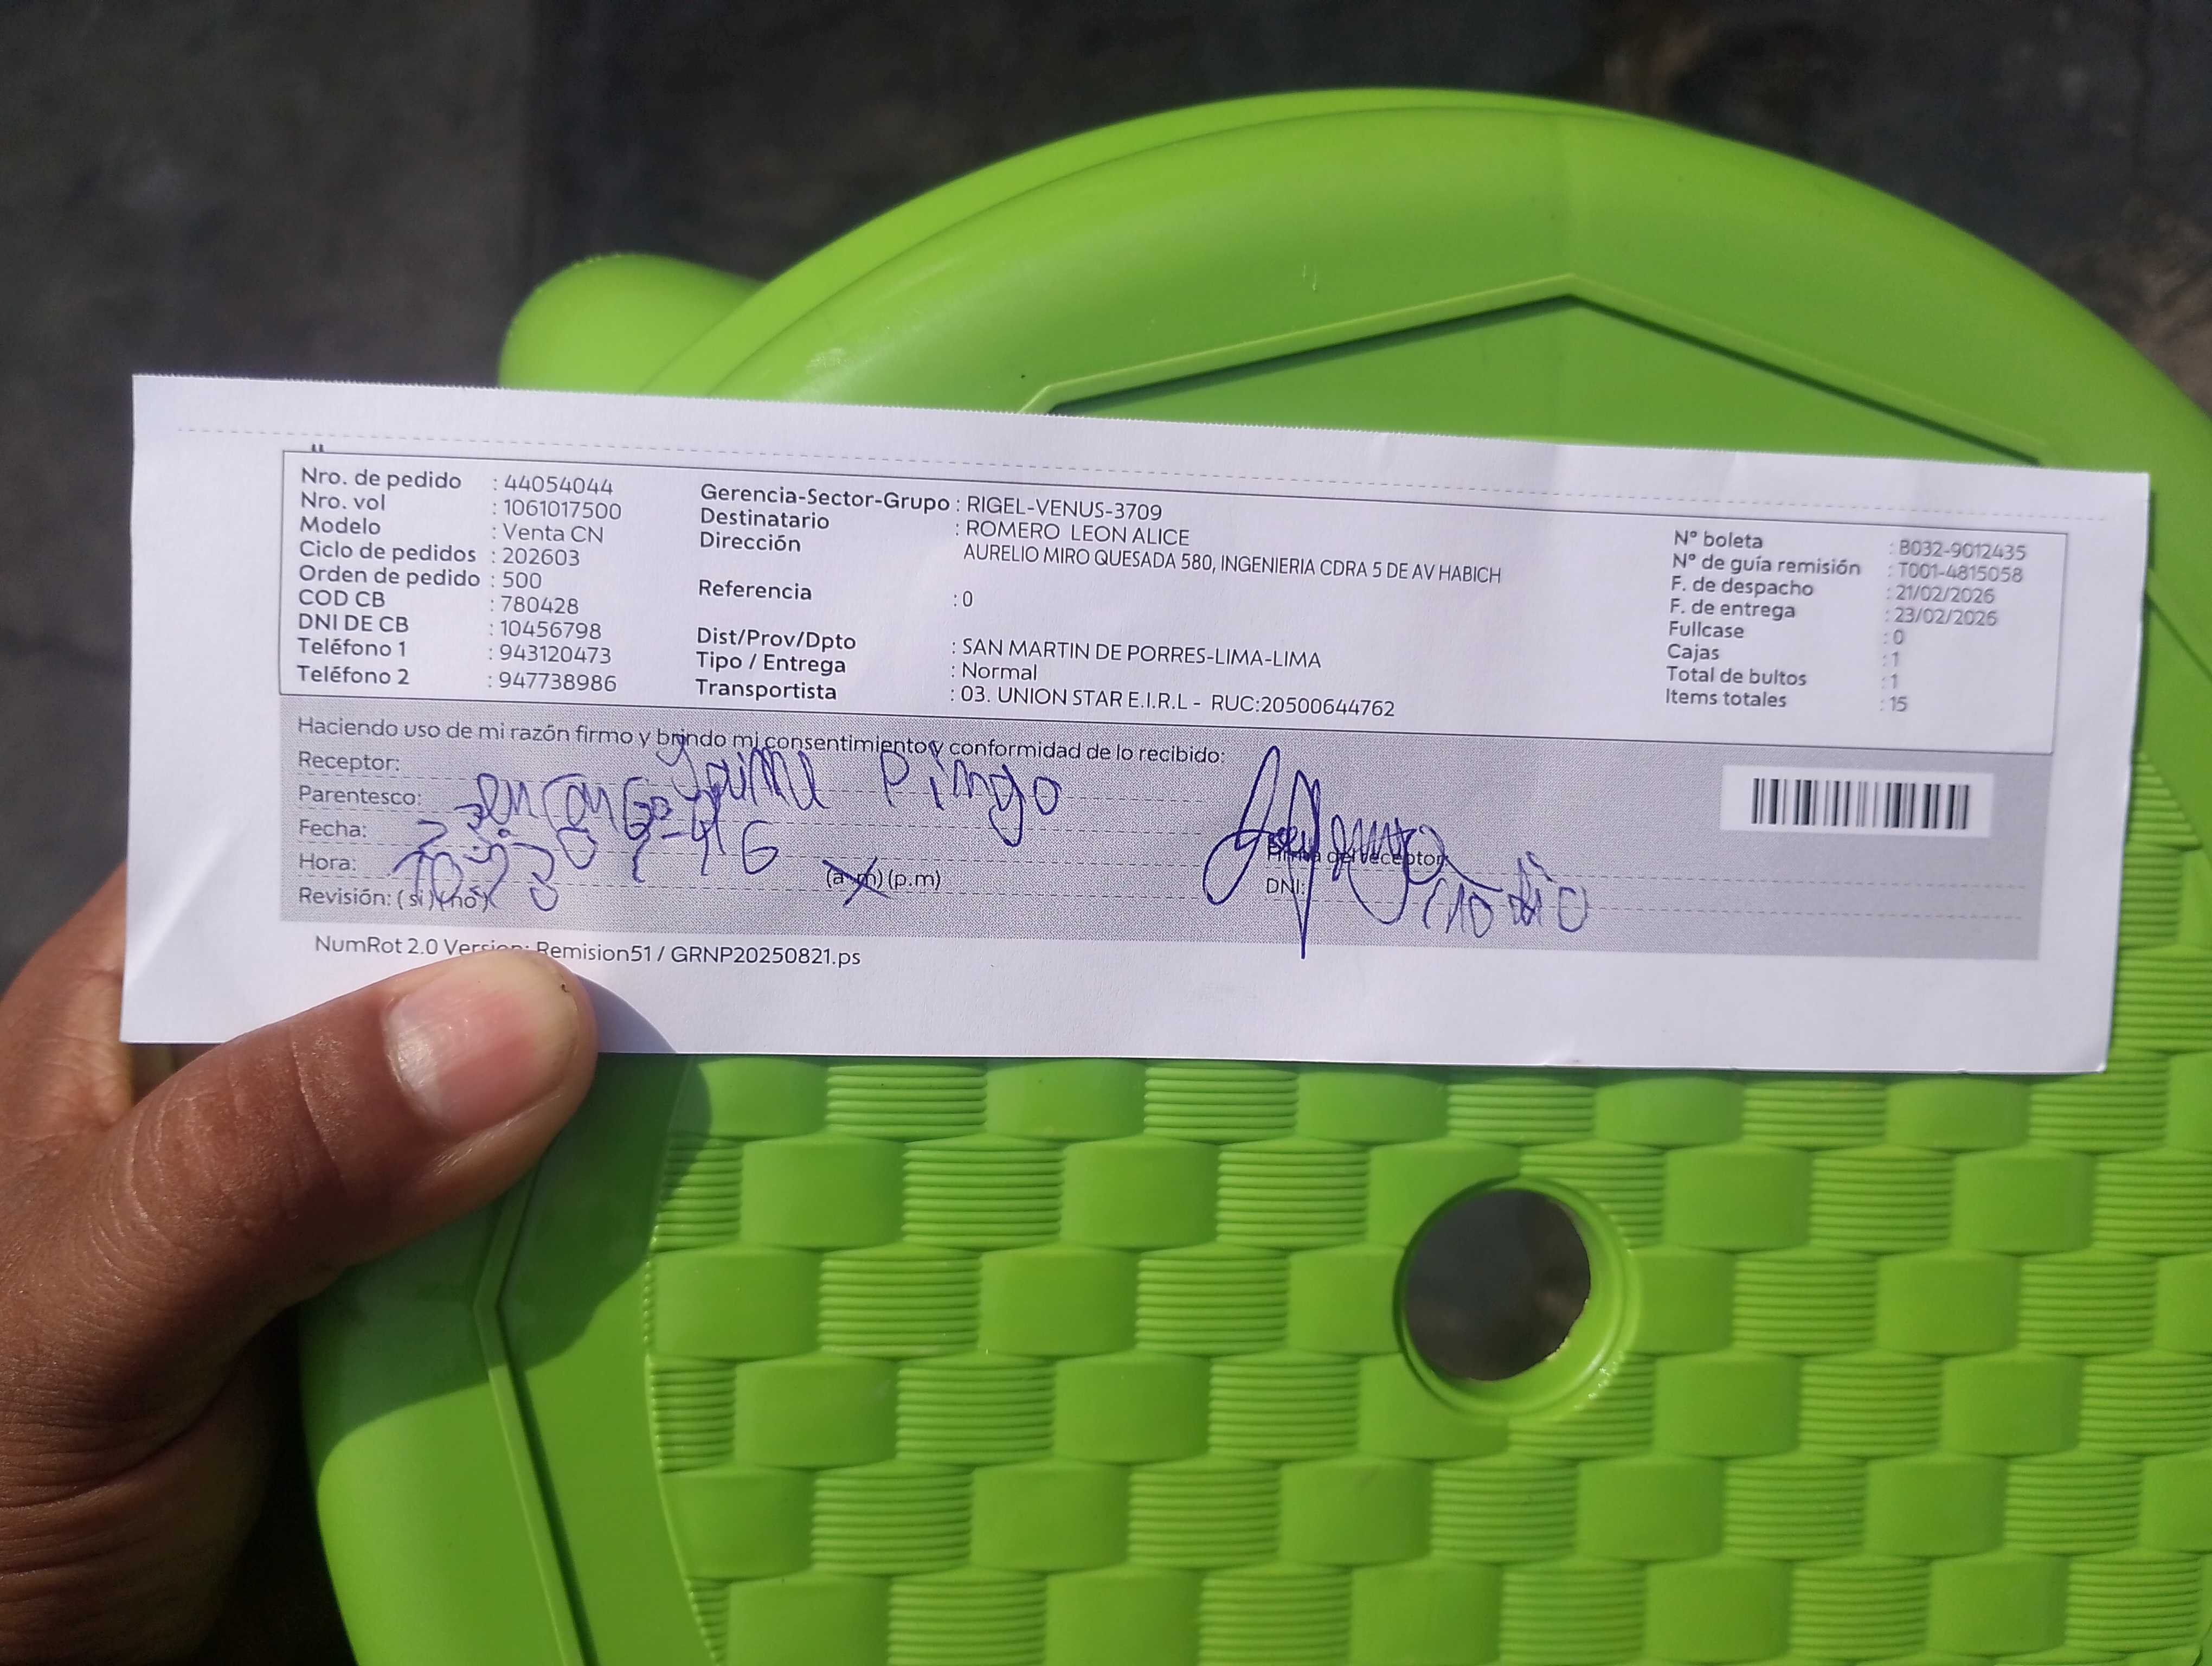 Nro. de pedido : 44054044
Nro. vol : 1061017500
Modelo : Venta CN
Ciclo de pedidos : 202603
Orden de pedido : 500
COD CB : 780428
DNI DE CB : 10456798
Teléfono 1 : 943120473
Teléfono 2 : 947738986
Gerencia-Sector-Grupo : RIGEL-VENUS-3709
Destinatario : ROMERO LEON ALICE
Dirección AURELIO MIRO QUESADA 580, INGENIERIA CDRA 5 DE AV HABICH
Referencia : 0
Dist/Prov/Dpto : SAN MARTIN DE PORRES-LIMA-LIMA
Tipo / Entrega : Normal
Transportista : 03. UNION STAR E.I.R.L - RUC:20500644762
N° boleta : B032-9012435
N° de guía remisión : T001-4815058
F. de despacho : 21/02/2026
F. de entrega : 23/02/2026
Fullcase : 0
Cajas : 1
Total de bultos : 1
Items totales : 15
Haciendo uso de mi razón firmo y brindo mi consentimiento y conformidad de lo recibido:
Receptor: Jaime Pingo
Parentesco:
Fecha:
Hora: (a.m) (p.m)
Revisión: ( si ) ( no )
Firma del receptor
DNI: no dio
NumRot 2.0 Version: Remision51 / GRNP20250821.ps